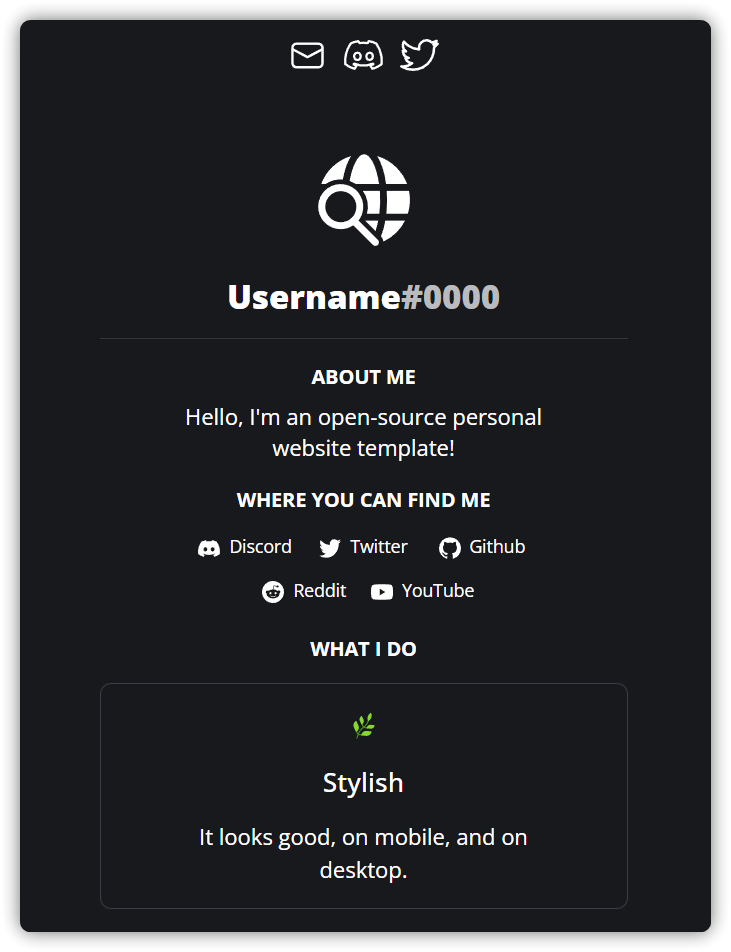 Username#0000
ABOUT ME
Hello, I'm an open-source personal
website template!
WHERE YOU CAN FIND ME
Discord Twitter Github
Reddit YouTube
WHAT I DO
Stylish
It looks good, on mobile, and on
desktop.